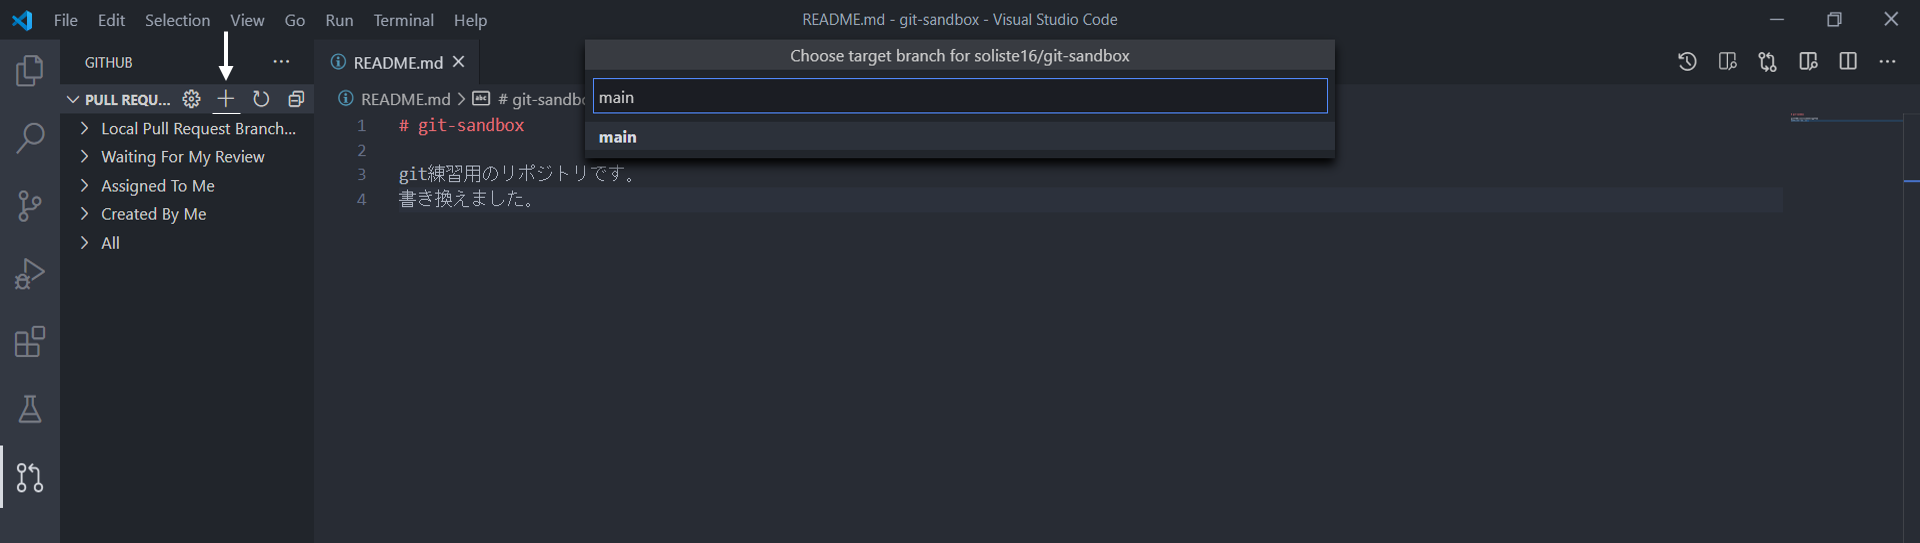 File Edit Selection View Go Run Terminal Help
README.md - git-sandbox - Visual Studio Code
GITHUB
PULL REQU...
Local Pull Request Branch...
Waiting For My Review
Assigned To Me
Created By Me
All
README.md
README.md > # git-sandbo
1 # git-sandbox
2
3 git練習用のリポジトリです。
4 書き換えました。
Choose target branch for soliste16/git-sandbox
main
main